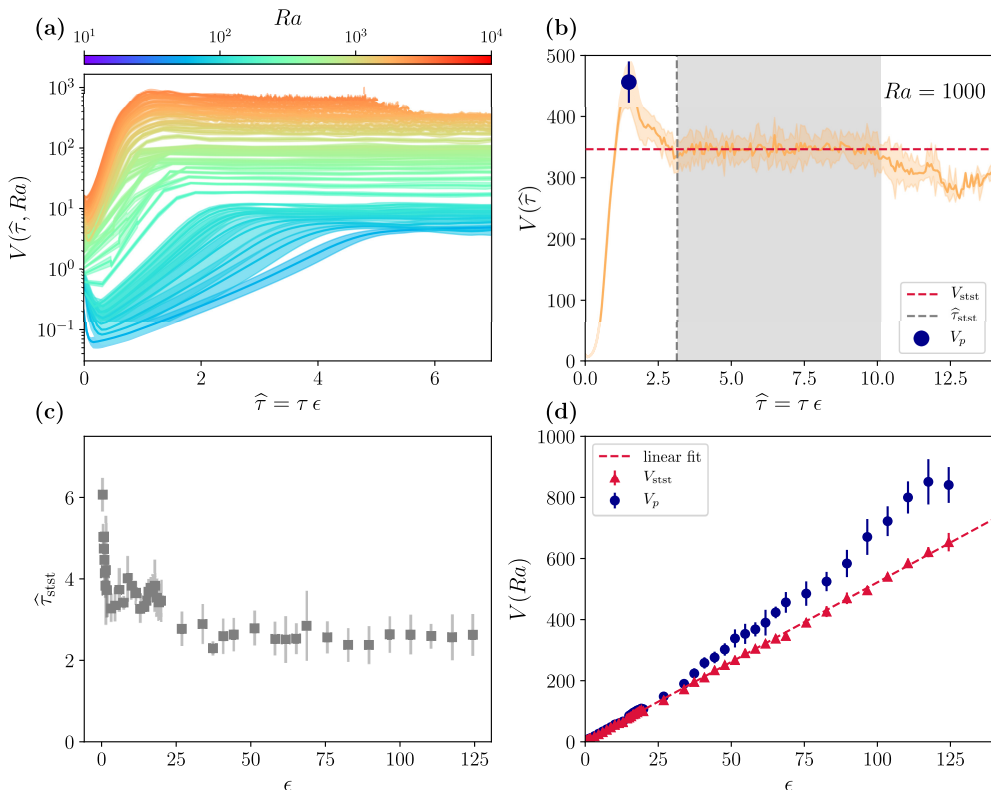 (a)
Ra
10^1 10^2 10^3 10^4
10^3
10^2
10^1
10^0
10^{-1}
V(τ̂, Ra)
0 2 4 6
τ̂ = τ ϵ
(b)
500
400
300
200
100
0
V(τ̂)
Ra = 1000
V_stst
τ̂_stst
V_p
0.0 2.5 5.0 7.5 10.0 12.5
τ̂ = τ ϵ
(c)
6
4
2
0
τ̂_stst
0 25 50 75 100 125
ϵ
(d)
1000
800
600
400
200
0
V(Ra)
linear fit
V_stst
V_p
0 25 50 75 100 125
ϵ